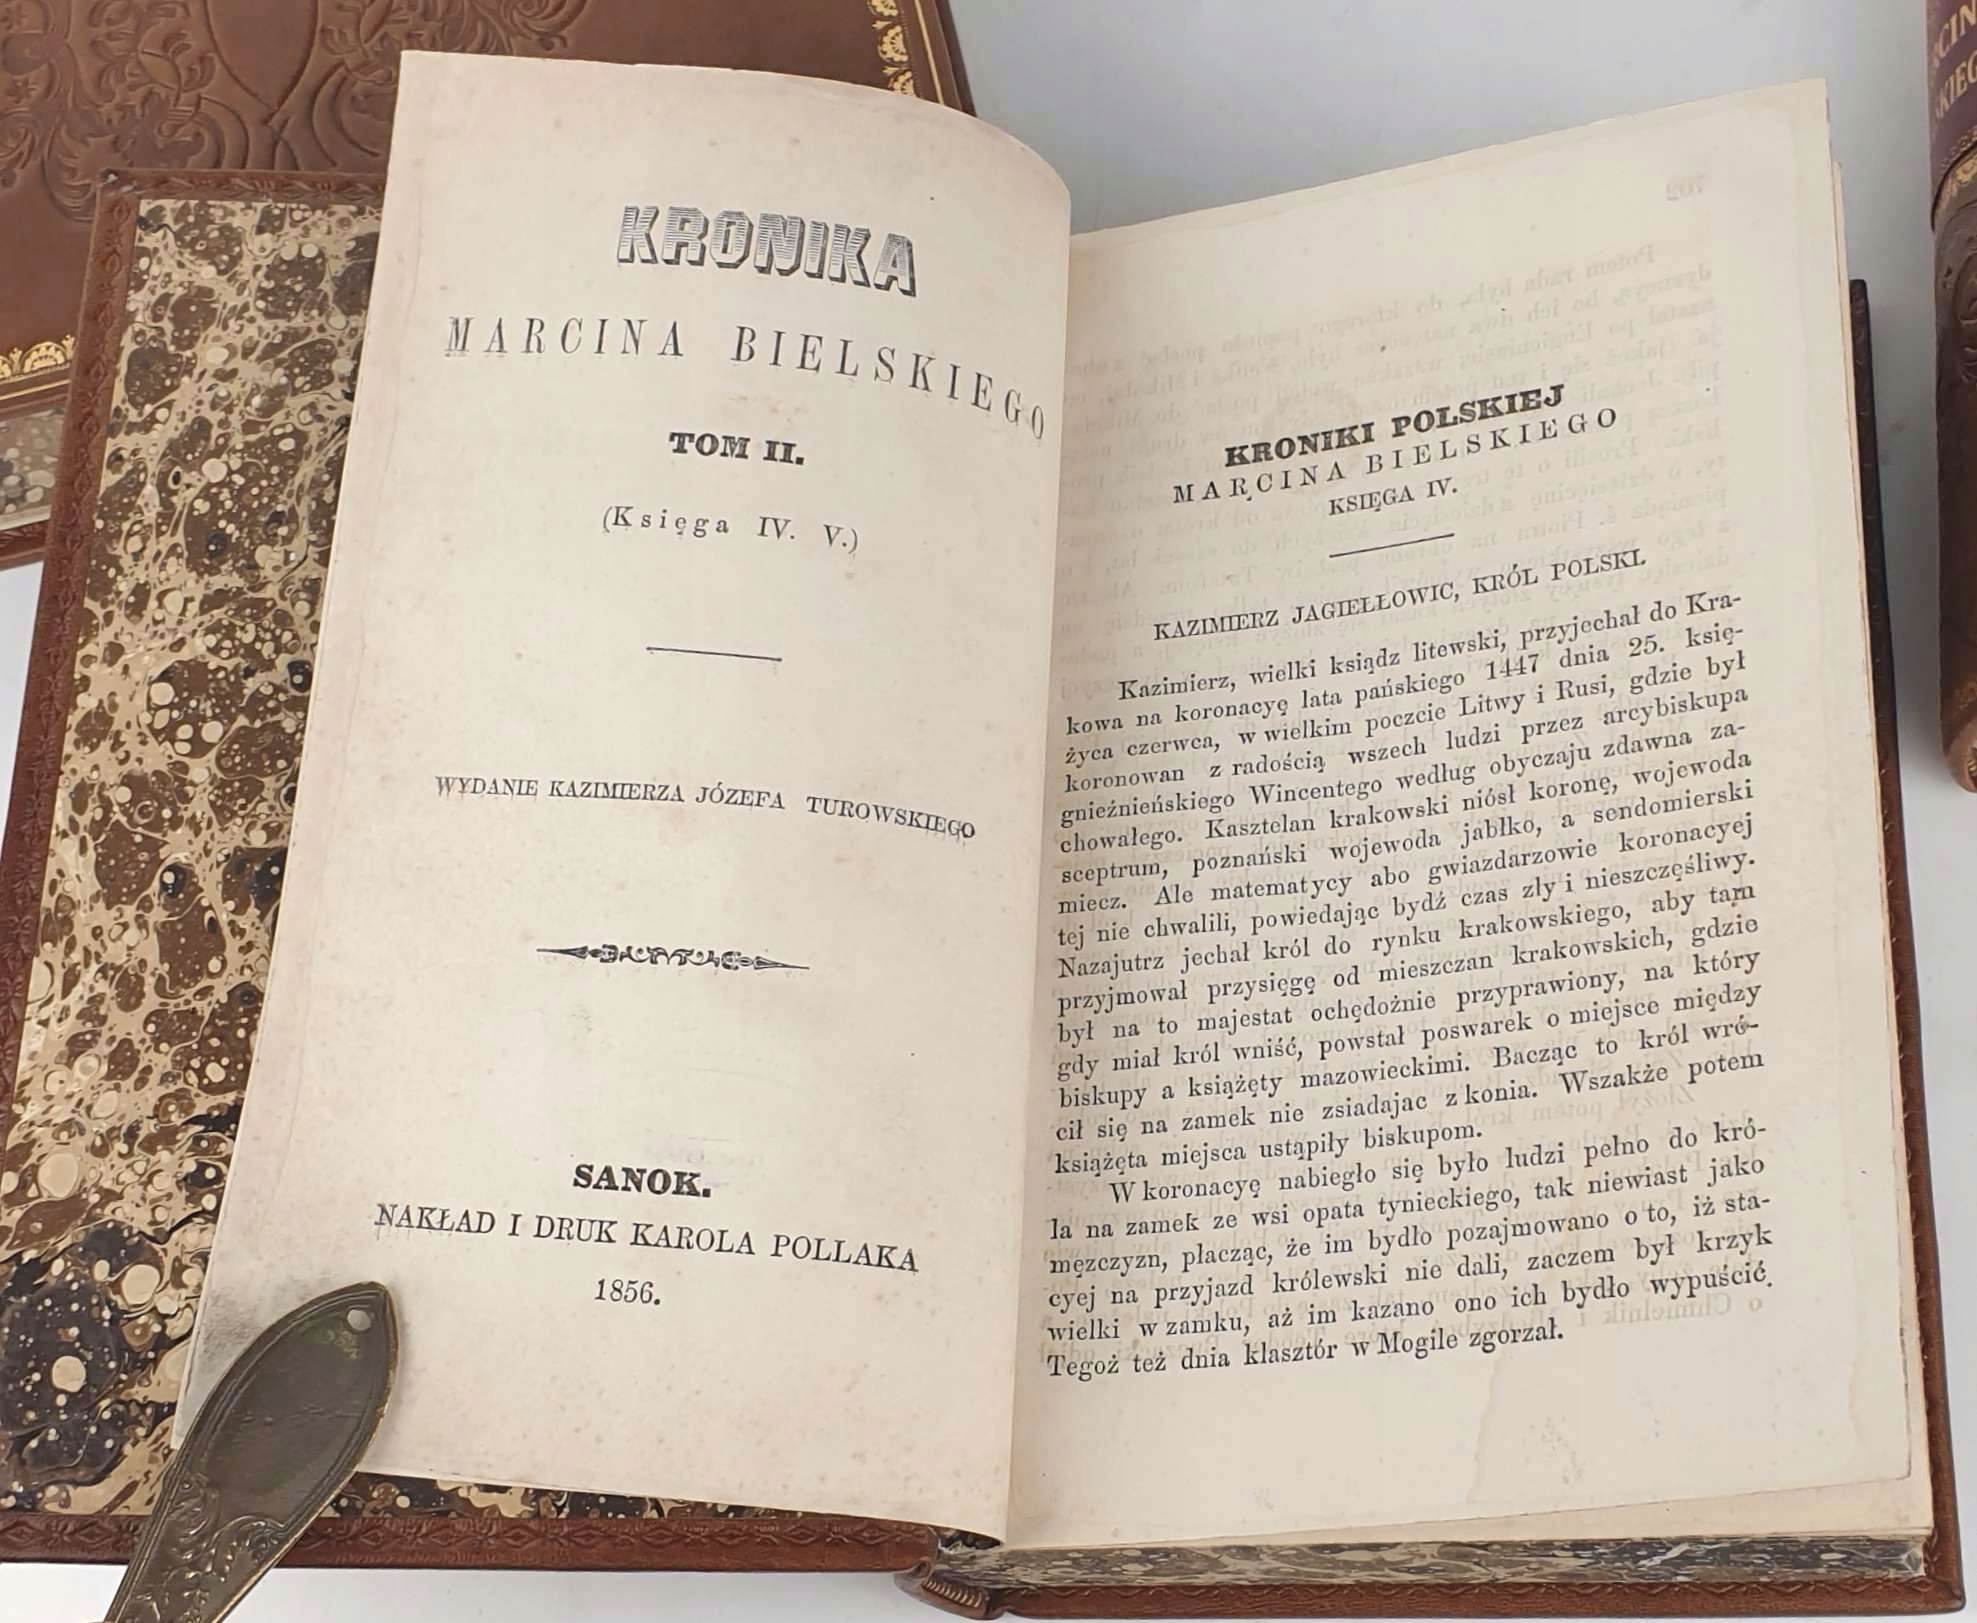 KRONIKA
MARCINA BIELSKIEGO
TOM II.
(Księga IV. V.)
WYDANIE KAZIMIERZA JÓZEFA TUROWSKIEGO
SANOK.
NAKŁAD I DRUK KAROLA POLLAKA
1856.
KRONIKI POLSKIEJ
MARCINA BIELSKIEGO
KSIĘGA IV.
KAZIMIERZ JAGIEŁŁOWIC, KRÓL POLSKI.
Kazimierz, wielki ksiądz litewski, przyjechał do Kra-
kowa na koronacyę lata pańskiego 1447 dnia 25. księ-
życa czerwca, w wielkim poczcie Litwy i Rusi, gdzie był
koronowan z radością wszech ludzi przez arcybiskupa
gnieźnieńskiego Wincentego według obyczaju zdawna za-
chowałego. Kasztelan krakowski niósł koronę, wojewoda
sceptrum, poznański wojewoda jabłko, a sendomierski
miecz. Ale matematycy abo gwiazdarzowie koronacyej
tej nie chwalili, powiedając bydź czas zły i nieszczęśliwy.
Nazajutrz jechał król do rynku krakowskiego, aby tam
przyjmował przysięgę od mieszczan krakowskich, gdzie
był na to majestat ochędożnie przyprawiony, na który
gdy miał król wniść, powstał poswarek o miejsce między
biskupy a książęty mazowieckimi. Bacząc to król wró-
cił się na zamek nie zsiadajac z konia. Wszakże potem
książęta miejsca ustąpiły biskupom.
W koronacyę nabiegło się było ludzi pełno do kró-
la na zamek ze wsi opata tynieckiego, tak niewiast jako
męzczyzn, placząc, że im bydło pozajmowano o to, iż sta-
cyej na przyjazd królewski nie dali, zaczem był krzyk
wielki w zamku, aż im kazano ono ich bydło wypuścić.
Tegoż też dnia klasztór w Mogile zgorzał.